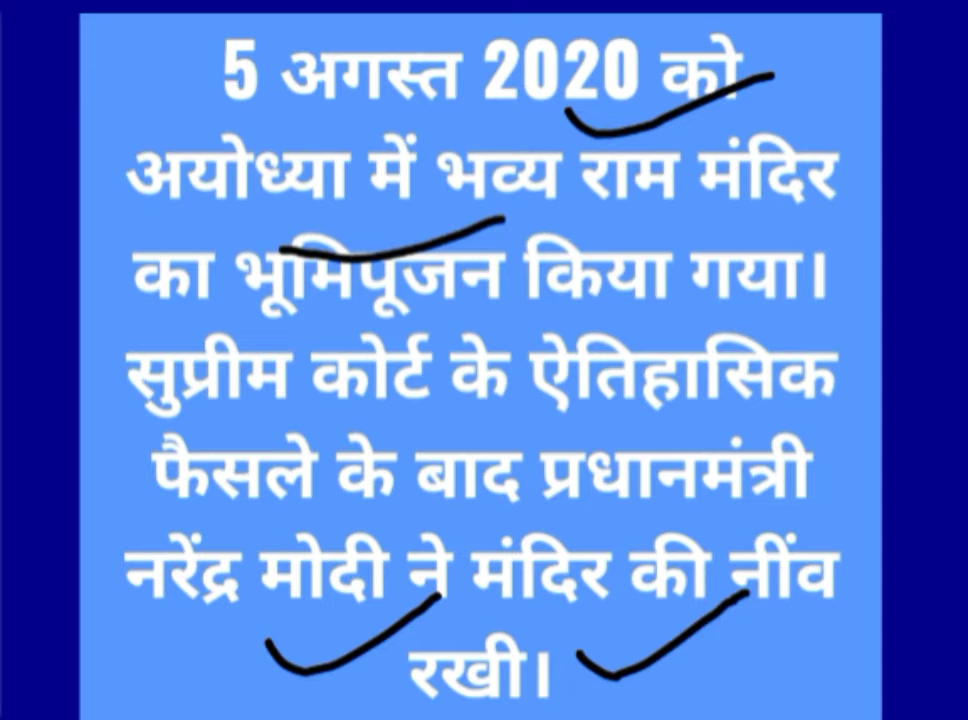 5 अगस्त 2020 को
अयोध्या में भव्य राम मंदिर
का भूमिपूजन किया गया।
सुप्रीम कोर्ट के ऐतिहासिक
फैसले के बाद प्रधानमंत्री
नरेंद्र मोदी ने मंदिर की नींव
रखी।